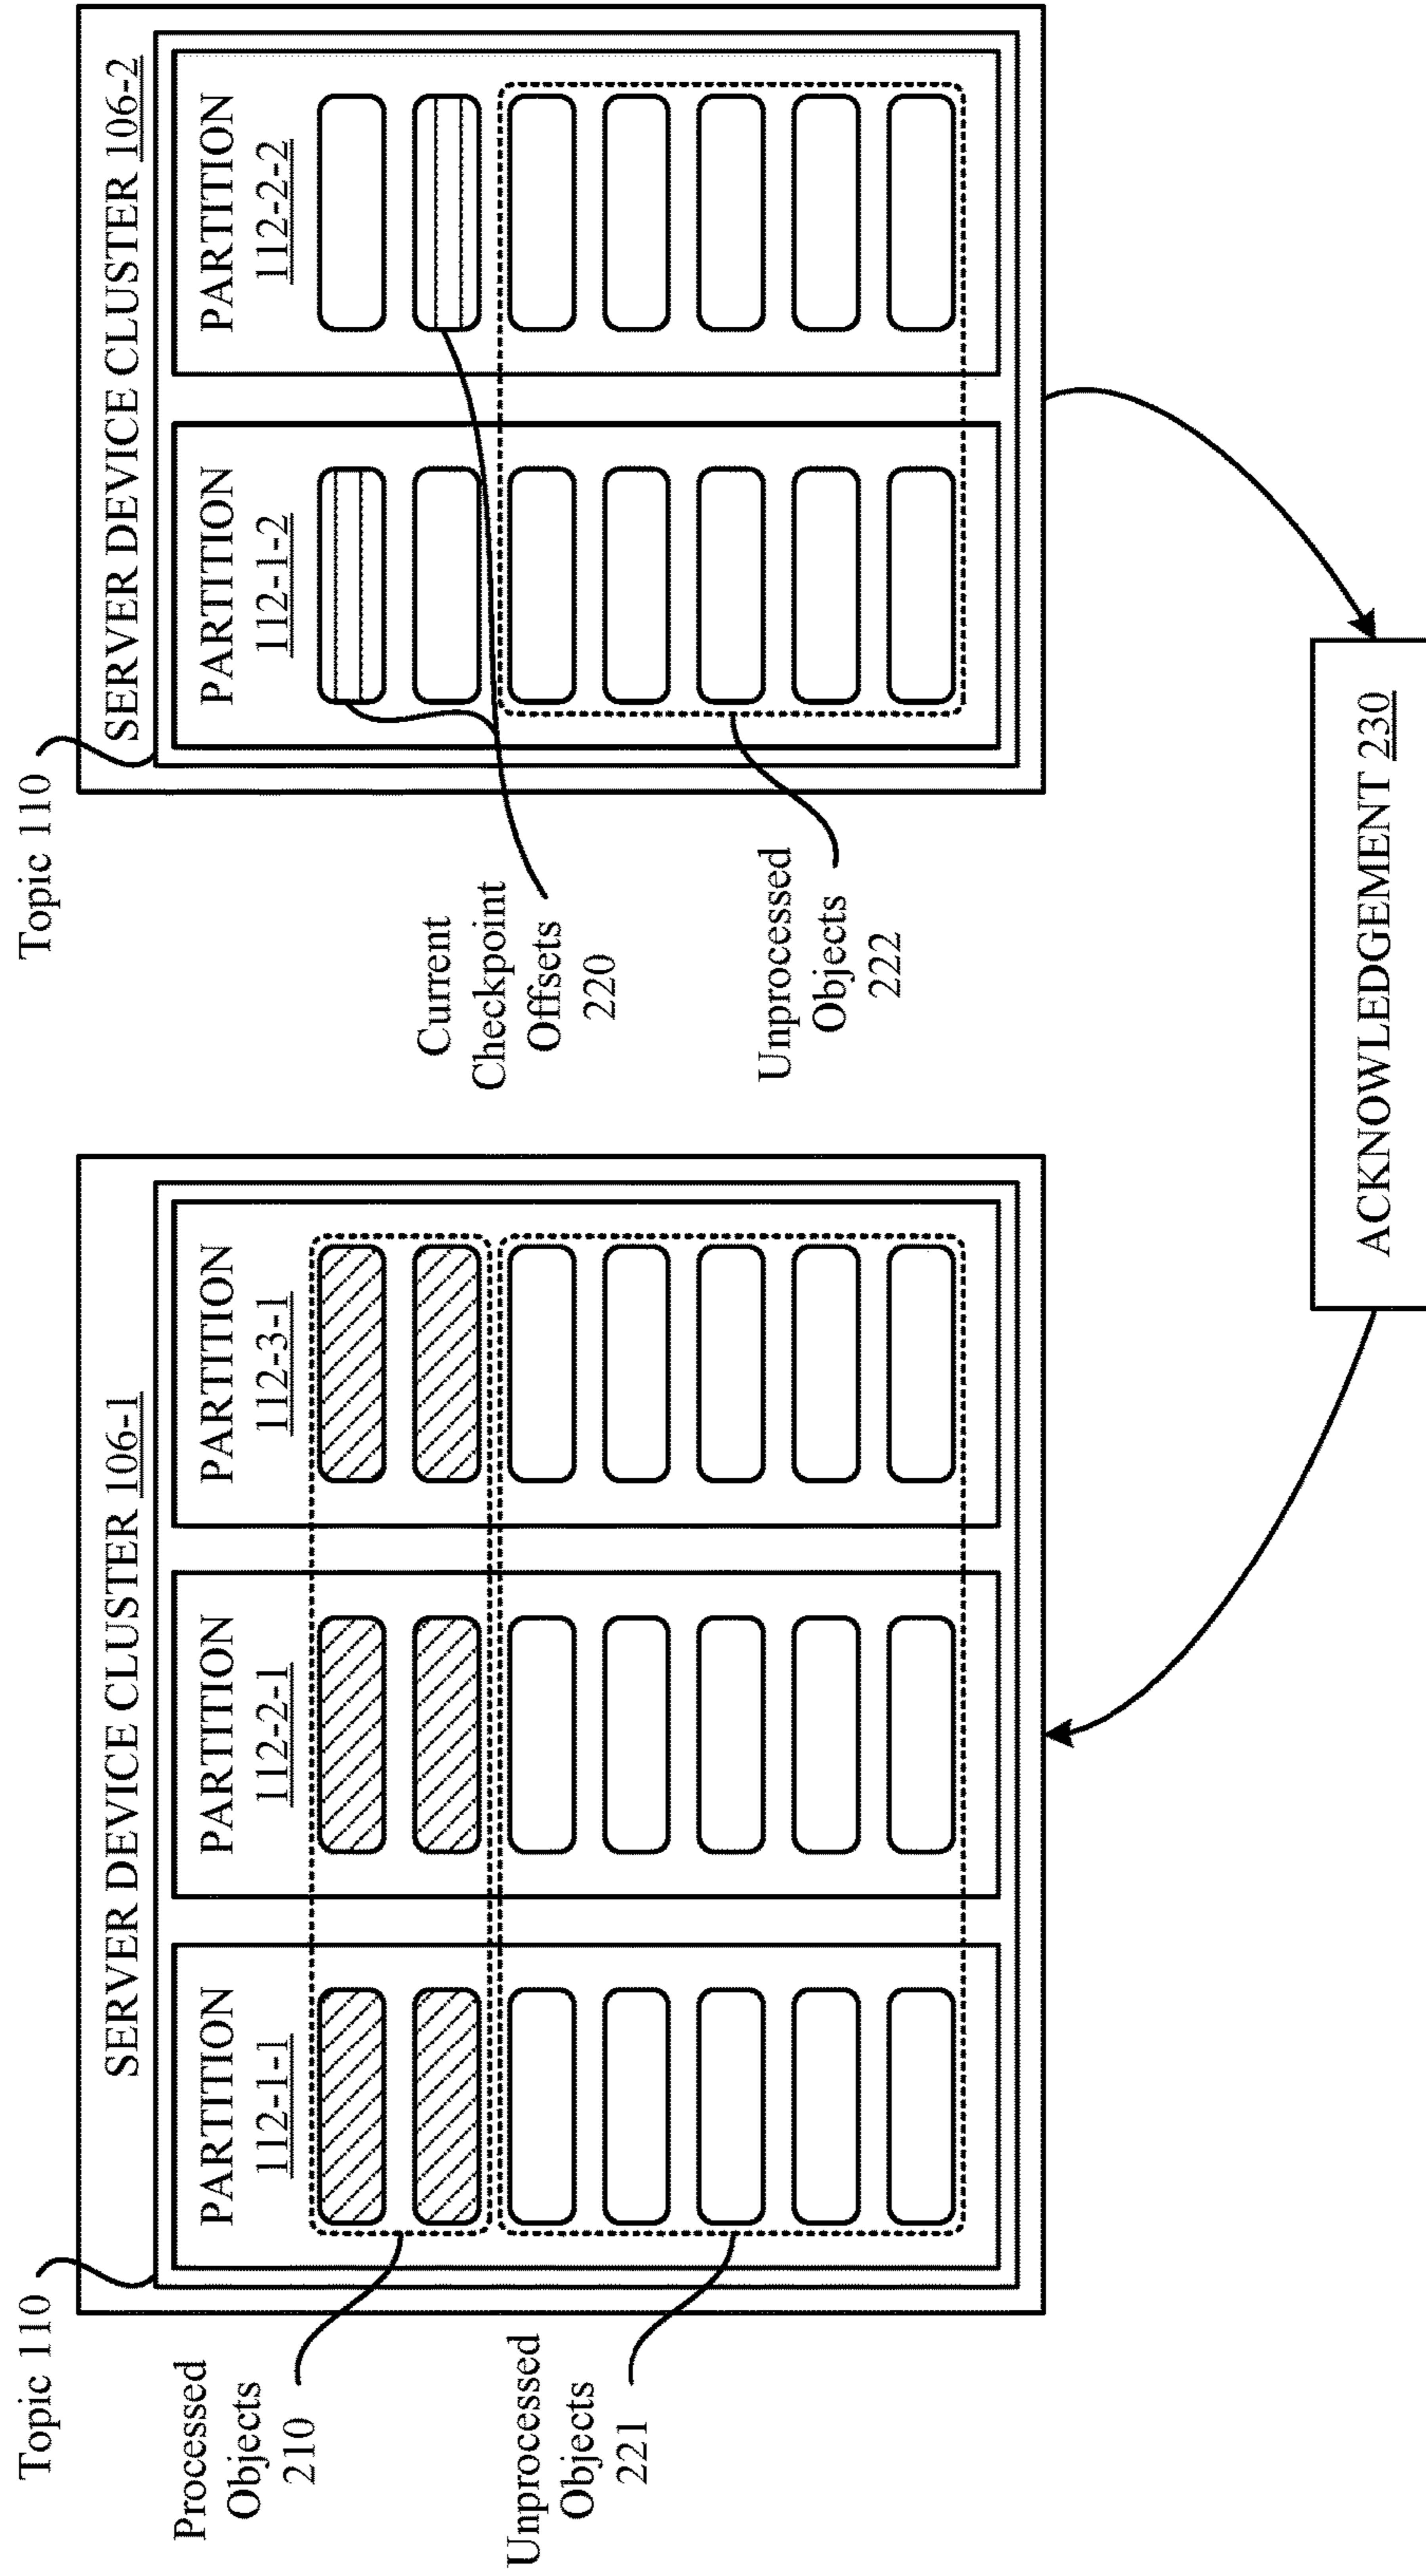 Topic 110
SERVER DEVICE CLUSTER 106-1
PARTITION
112-1-1
PARTITION
112-2-1
PARTITION
112-3-1
Processed
Objects
210
Unprocessed
Objects
221
Topic 110
SERVER DEVICE CLUSTER 106-2
PARTITION
112-1-2
PARTITION
112-2-2
Current
Checkpoint
Offsets
220
Unprocessed
Objects
222
ACKNOWLEDGEMENT 230